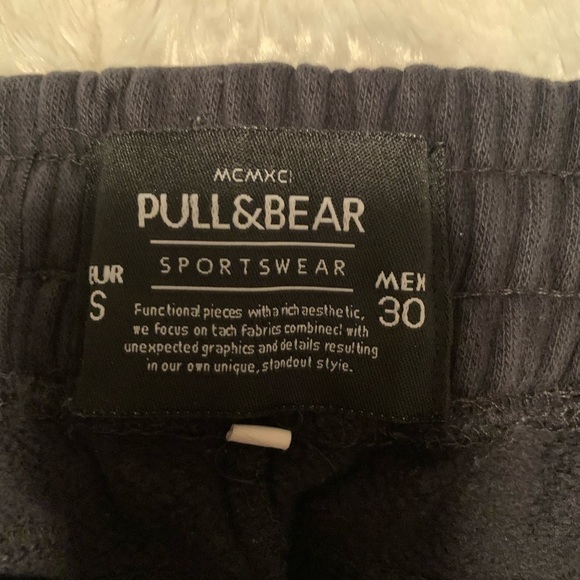 MCMXCI
PULL&BEAR
SPORTSWEAR
EUR MEX
S 30
Functional pieces with a rich aesthetic,
we focus on tach fabrics combined with
unexpected graphics and details resulting
in our own unique, standout style.